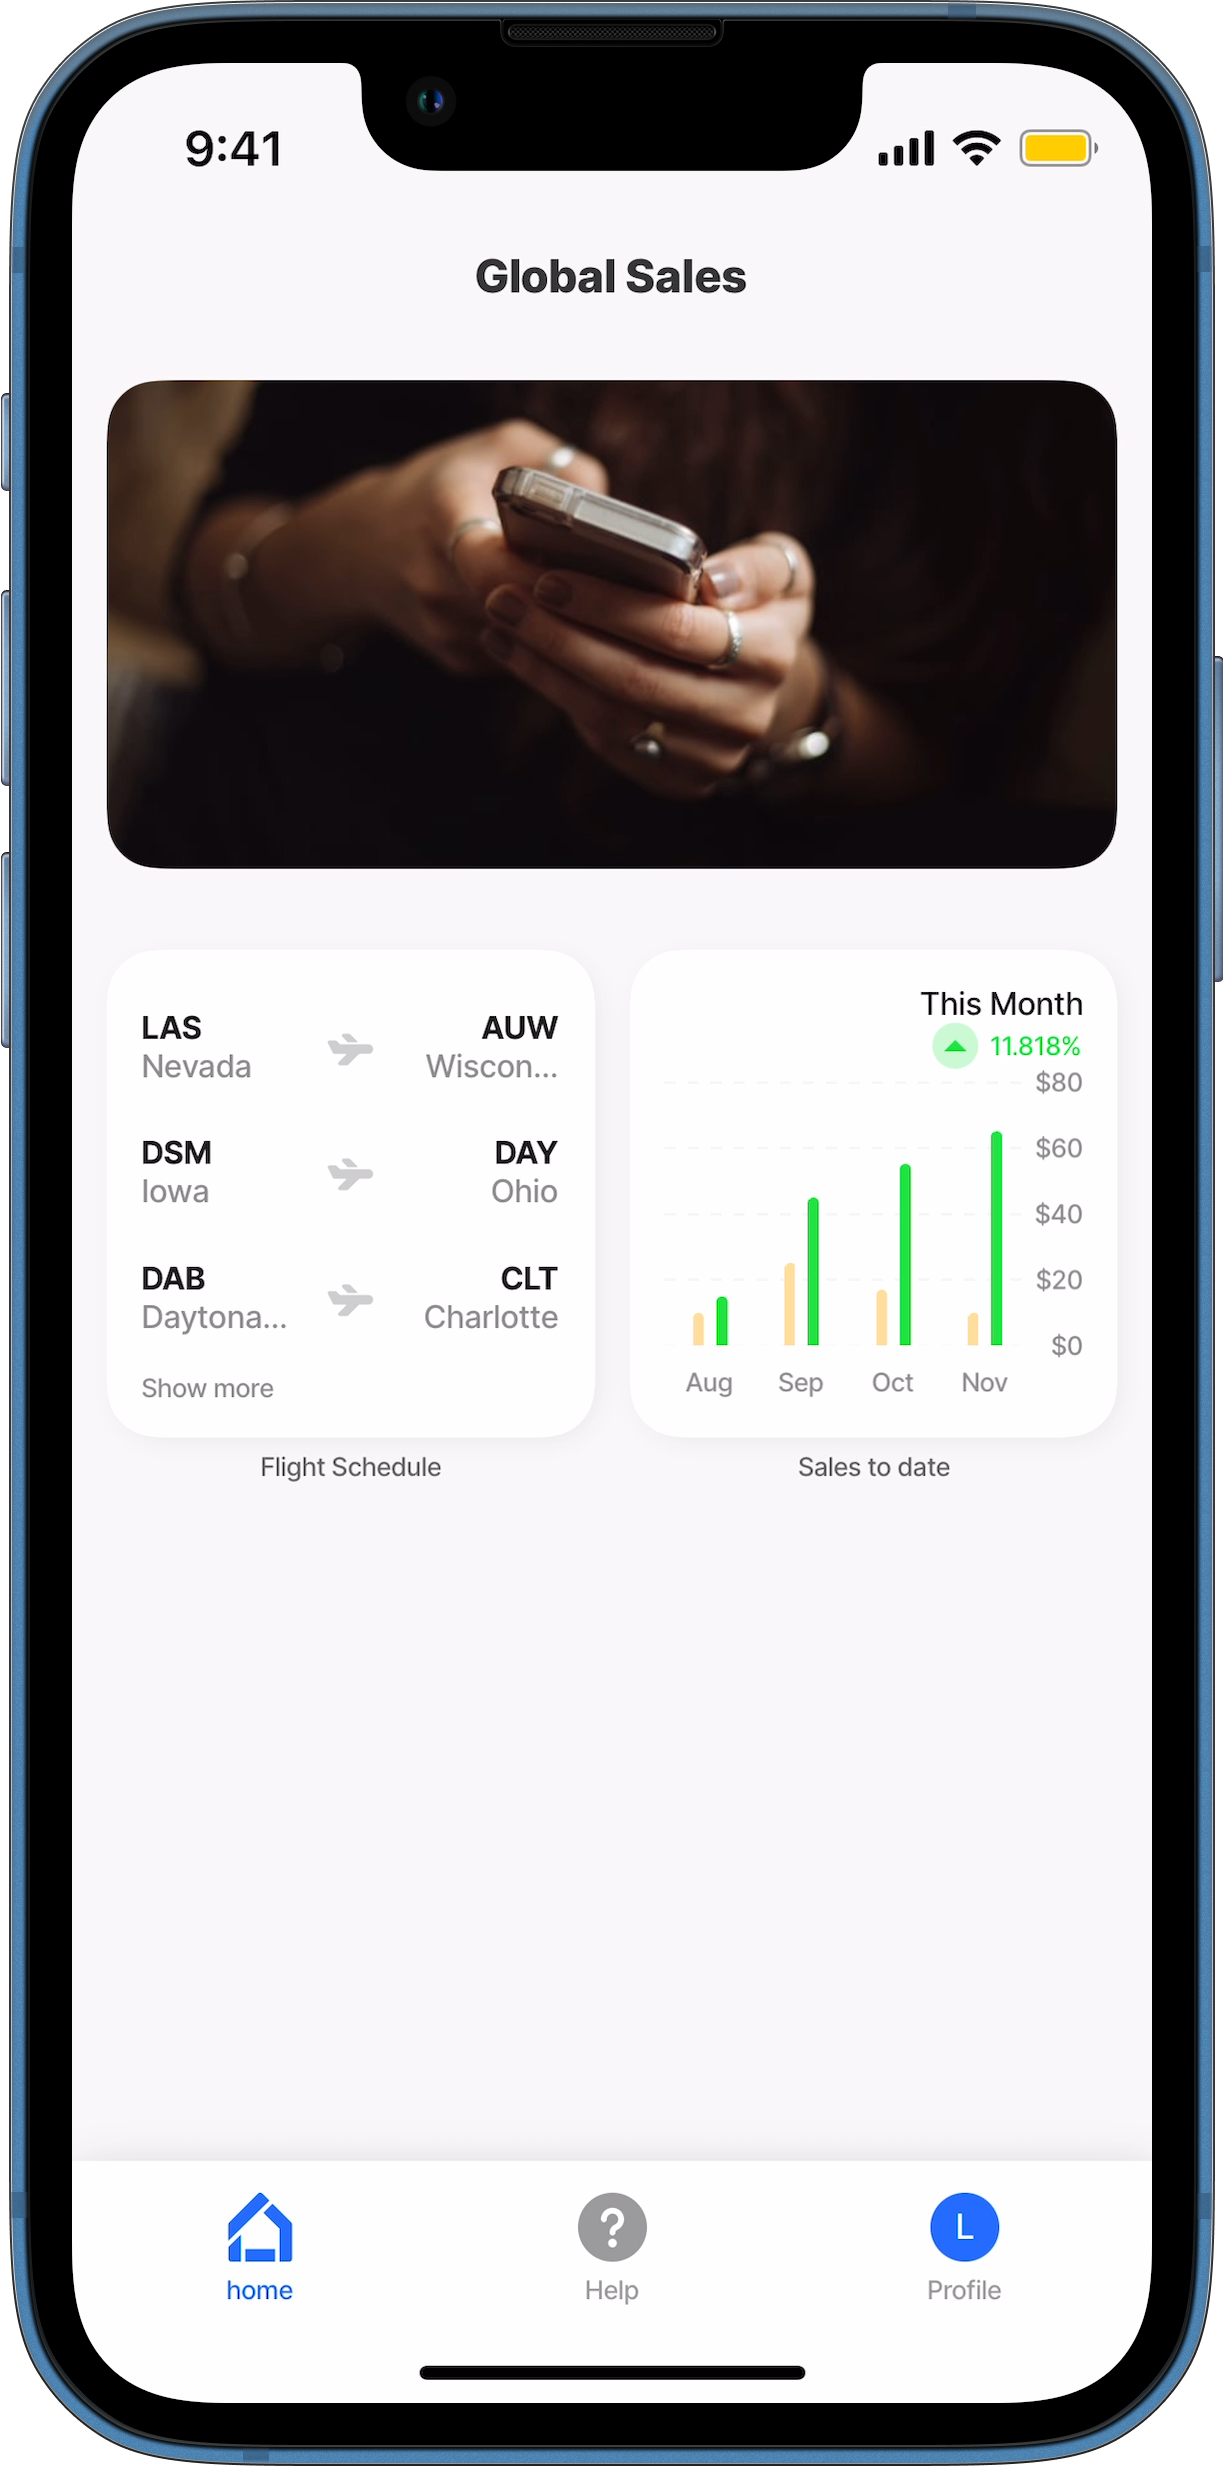 9:41
Global Sales
LAS
AUW
Nevada
Wiscon...
DSM
DAY
Iowa
Ohio
DAB
CLT
Daytona...
Charlotte
Show more
Flight Schedule
This Month
11.818%
$80
$60
$40
$20
$0
Aug Sep Oct Nov
Sales to date
home
Help
L
Profile